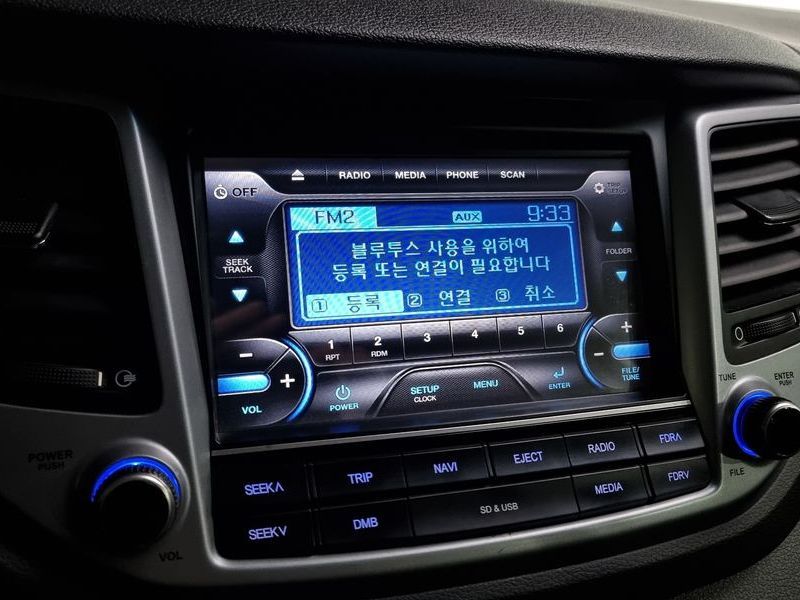 RADIO MEDIA PHONE SCAN
OFF
TRIP
SETUP
FM2 AUX 9:33
SEEK
TRACK
FOLDER
블루투스 사용을 위하여
등록 또는 연결이 필요합니다
1 등록 2 연결 3 취소
1 RPT 2 RDM 3 4 5 6
− + VOL
+ − FILE/
TUNE
POWER
SETUP
CLOCK
MENU
ENTER
TUNE
ENTER
PUSH
POWER
PUSH
VOL
FILE
SEEK∧ TRIP NAVI EJECT RADIO FDR∧
SEEK∨ DMB SD & USB MEDIA FDR∨
0